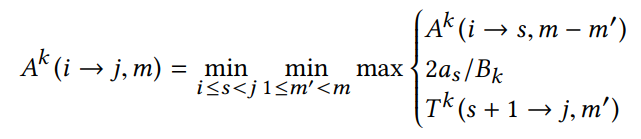 A^k(i → j, m) = min_{i≤s<j} min_{1≤m′<m} max { A^k(i → s, m − m′)
2a_s/B_k
T^k(s + 1 → j, m′)